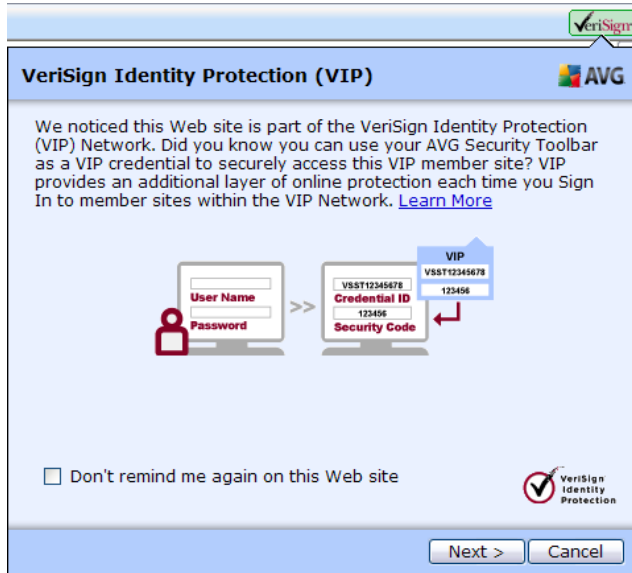 VeriSign
VeriSign Identity Protection (VIP)
AVG
We noticed this Web site is part of the VeriSign Identity Protection
(VIP) Network. Did you know you can use your AVG Security Toolbar
as a VIP credential to securely access this VIP member site? VIP
provides an additional layer of online protection each time you Sign
In to member sites within the VIP Network. Learn More
User Name
Password
>>
VSST12345678
Credential ID
123456
Security Code
VIP
VSST12345678
123456
Don't remind me again on this Web site
VeriSign
Identity
Protection
Next >
Cancel